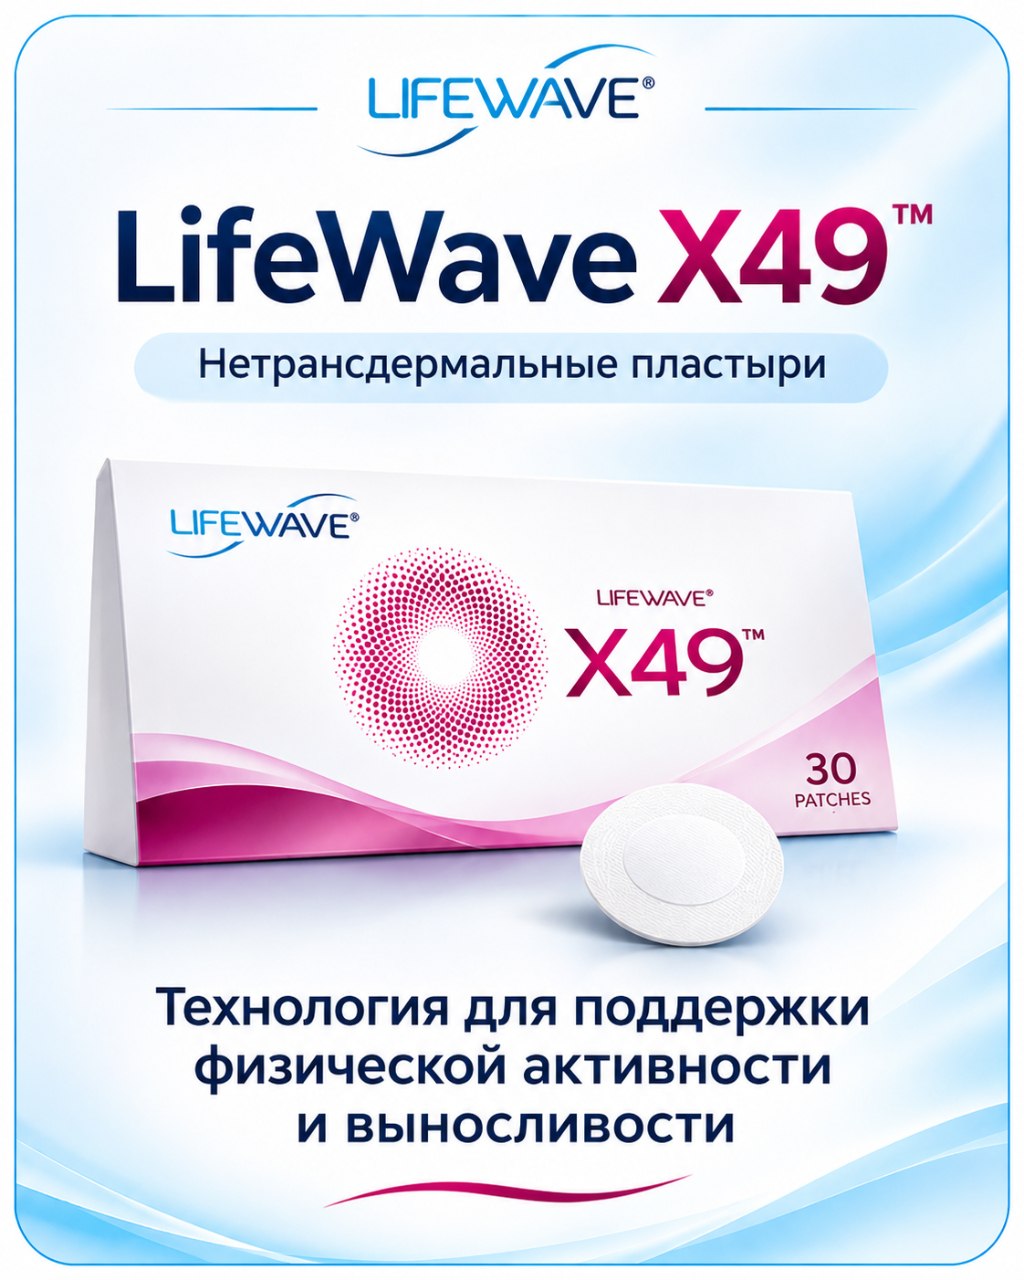 LIFEWAVE®
LifeWave X49™
Нетрансдермальные пластыри
LIFEWAVE®
LIFEWAVE®
X49™
30
PATCHES
Технология для поддержки
физической активности
и выносливости